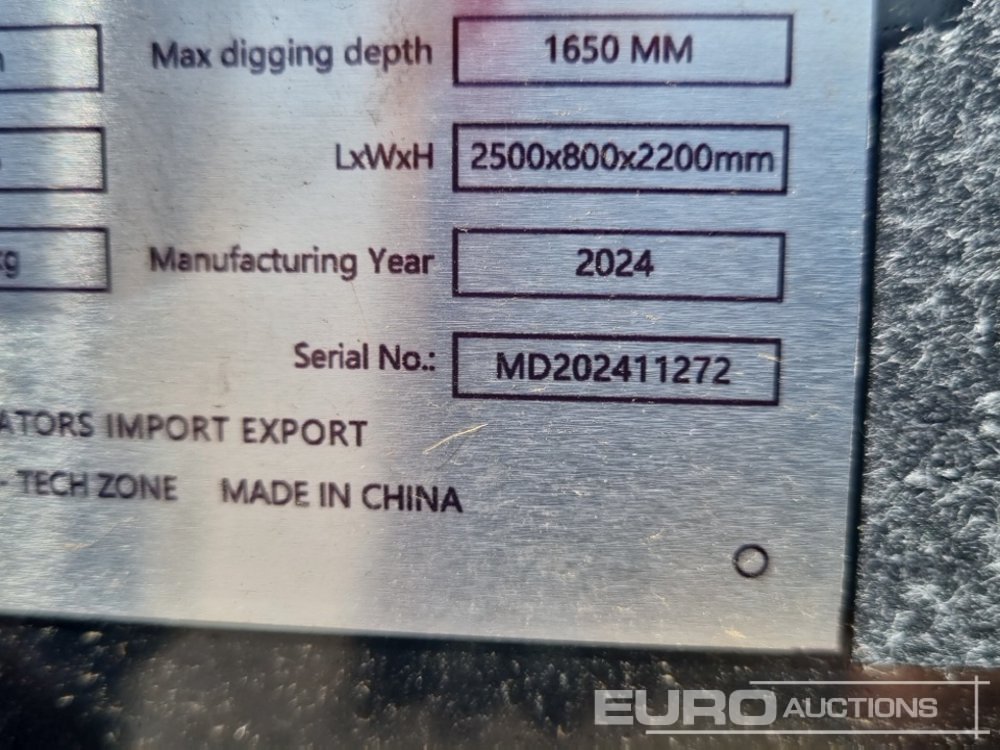 Max digging depth 1650 MM
LxWxH 2500x800x2200mm
Manufacturing Year 2024
Serial No.: MD202411272
IMPORT EXPORT
- TECH ZONE MADE IN CHINA
EURO AUCTIONS